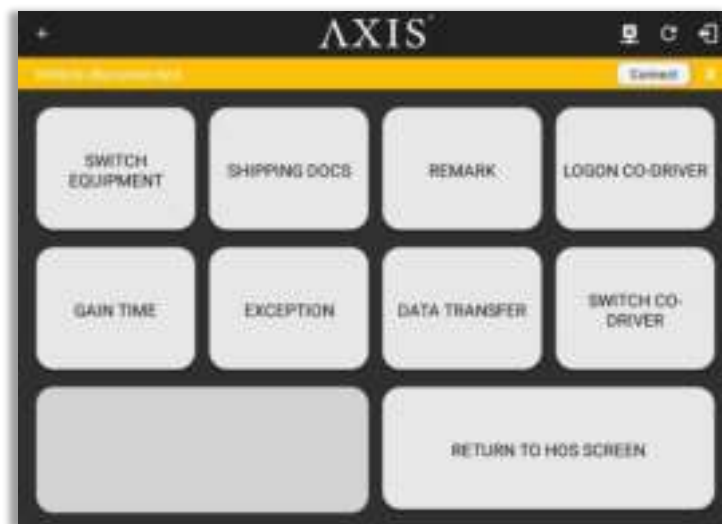 AXIS
Connect
SWITCH
EQUIPMENT
SHIPPING DOCS
REMARK
LOGON CO-DRIVER
GAIN TIME
EXCEPTION
DATA TRANSFER
SWITCH CO-
DRIVER
RETURN TO HOS SCREEN